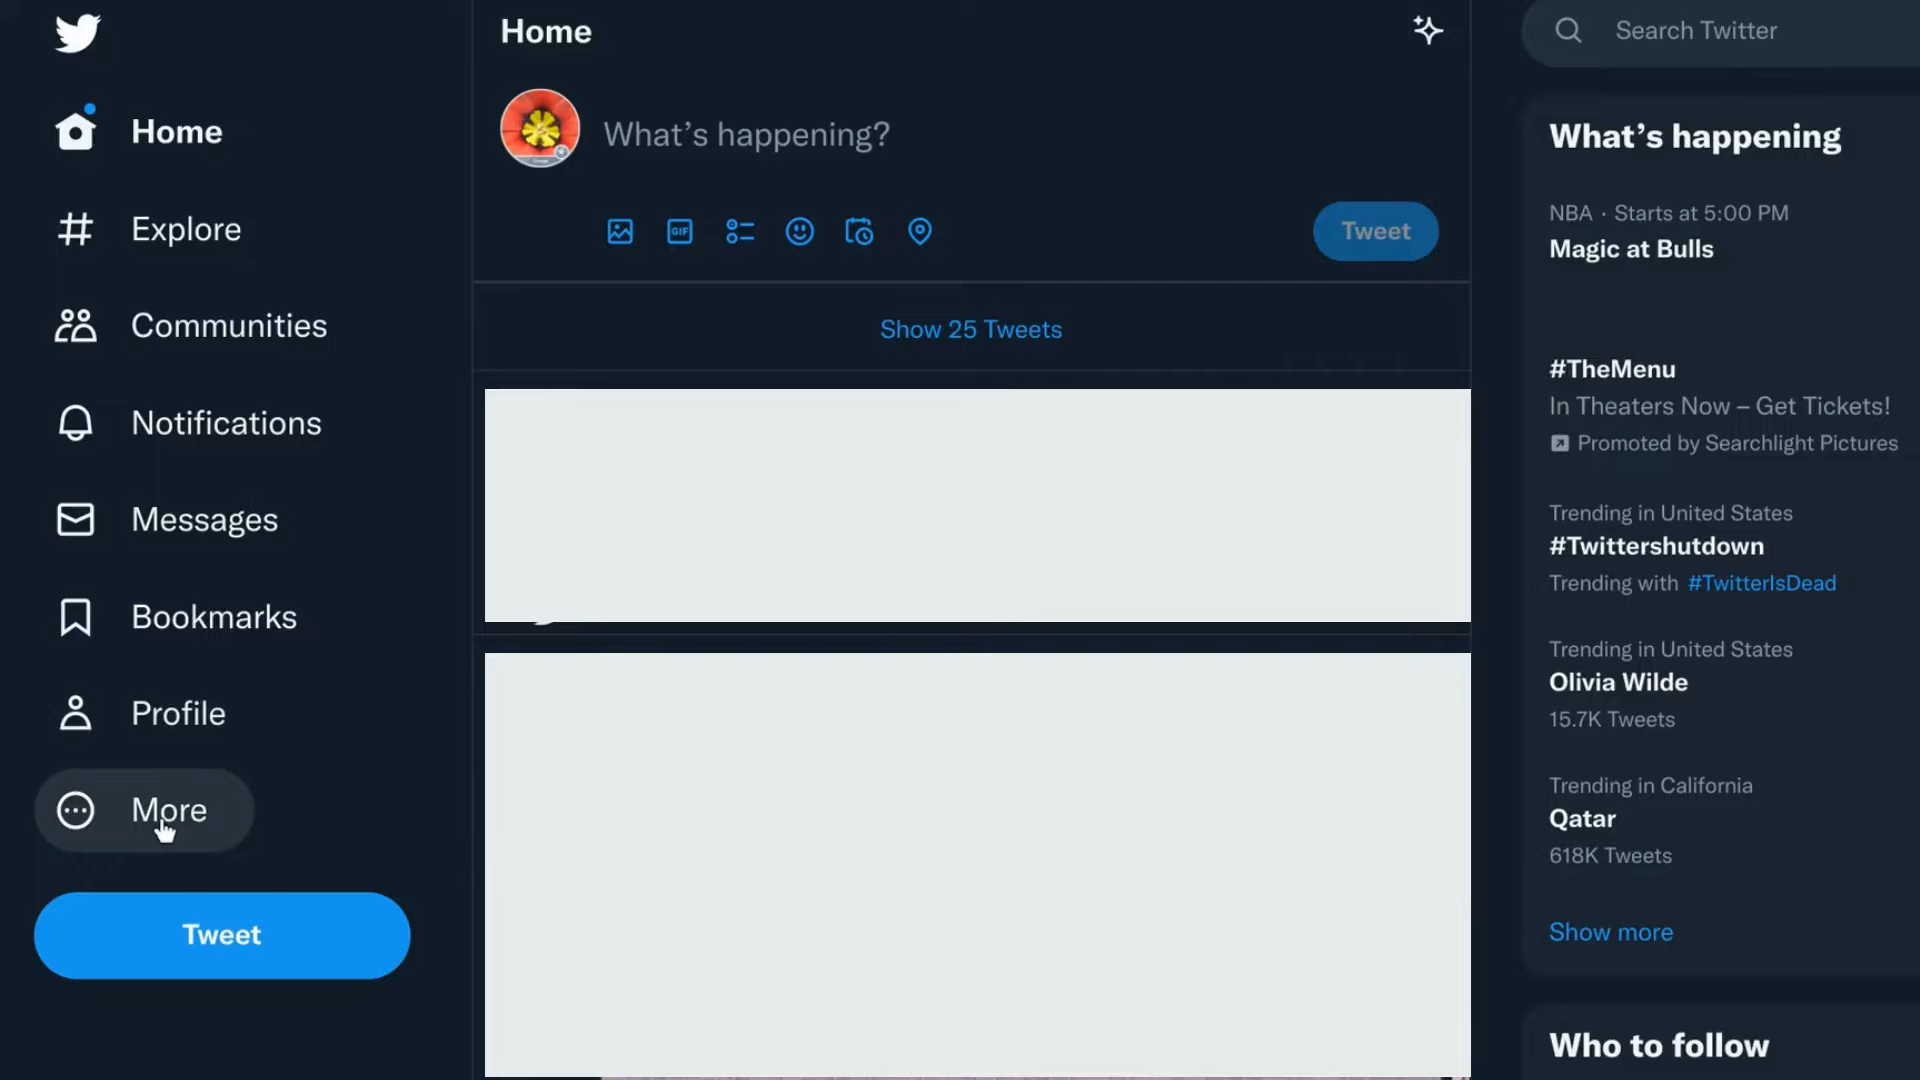 Home
Explore
Communities
Notifications
Messages
Bookmarks
Profile
More
Tweet
Home
What's happening?
GIF
Tweet
Show 25 Tweets
Search Twitter
What's happening
NBA · Starts at 5:00 PM
Magic at Bulls
#TheMenu
In Theaters Now – Get Tickets!
Promoted by Searchlight Pictures
Trending in United States
#Twittershutdown
Trending with #TwitterIsDead
Trending in United States
Olivia Wilde
15.7K Tweets
Trending in California
Qatar
618K Tweets
Show more
Who to follow